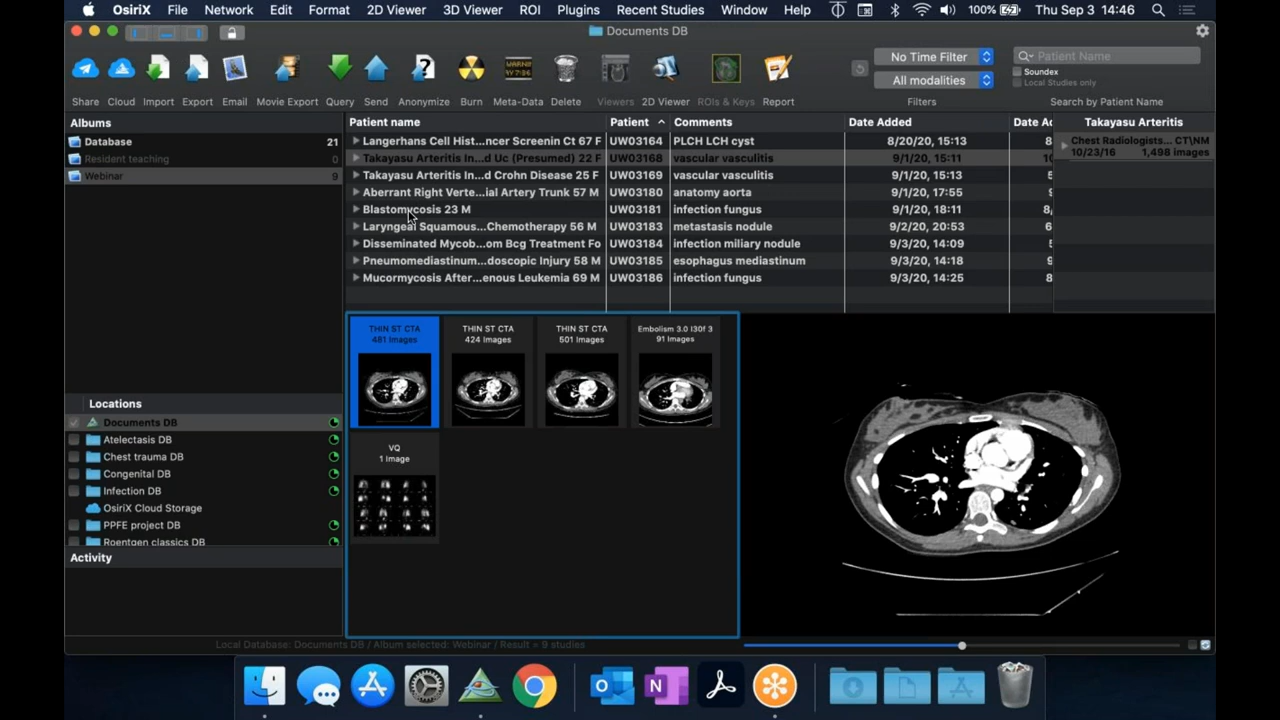 OsiriX File Network Edit Format 2D Viewer 3D Viewer ROI Plugins Recent Studies Window Help 100% Thu Sep 3 14:46
Documents DB
No Time Filter
Patient Name
All modalities
Soundex
Local Studies only
Share Cloud Import Export Email Movie Export Query Send Anonymize Burn Meta-Data Delete Viewers 2D Viewer ROIs & Keys Report Filters Search by Patient Name
Albums
Database 21
Resident teaching 0
Webinar 9
Patient name Patient Comments Date Added Date Ac
Langerhans Cell Hist...ncer Screenin Ct 67 F UW03164 PLCH LCH cyst 8/20/20, 15:13 8
Takayasu Arteritis In...d Uc (Presumed) 22 F UW03168 vascular vasculitis 9/1/20, 15:11 10
Takayasu Arteritis In...d Crohn Disease 25 F UW03169 vascular vasculitis 9/1/20, 15:13 5
Aberrant Right Verte...ial Artery Trunk 57 M UW03180 anatomy aorta 9/1/20, 17:55 9
Blastomycosis 23 M UW03181 infection fungus 9/1/20, 18:11 8/
Laryngeal Squamous...Chemotherapy 56 M UW03183 metastasis nodule 9/2/20, 20:53 6
Disseminated Mycob...om Bcg Treatment Fo UW03184 infection miliary nodule 9/3/20, 14:09 5
Pneumomediastinum...doscopic Injury 58 M UW03185 esophagus mediastinum 9/3/20, 14:18 9
Mucormycosis After...enous Leukemia 69 M UW03186 infection fungus 9/3/20, 14:25 8
Takayasu Arteritis
Chest Radiologists... CT\NM
10/23/16 1,498 images
THIN ST CTA
481 Images
THIN ST CTA
424 Images
THIN ST CTA
501 Images
Embolism 3.0 I30f 3
91 Images
VQ
1 Image
Locations
Documents DB
Atelectasis DB
Chest trauma DB
Congenital DB
Infection DB
OsiriX Cloud Storage
PPFE project DB
Roentgen classics DB
Activity
Local Database: Documents DB / Album selected: Webinar / Result = 9 studies